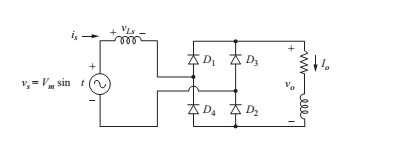 i_s
+ v_Ls −
D_1
D_3
+
I_o
v_s = V_m sin t
+
−
v_o
D_4
D_2
−